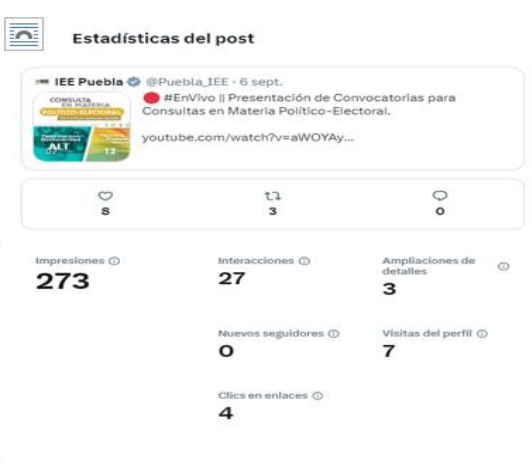 Estadísticas del post
IEE Puebla @Puebla_IEE · 6 sept.
#EnVivo || Presentación de Convocatorias para
Consultas en Materia Político-Electoral.
youtube.com/watch?v=aWOYAy...
CONSULTA
EN MATERIA
POLÍTICO-ELECTORAL
8
3
0
Impresiones
273
Interacciones
27
Ampliaciones de
detalles
3
Nuevos seguidores
0
Visitas del perfil
7
Clics en enlaces
4